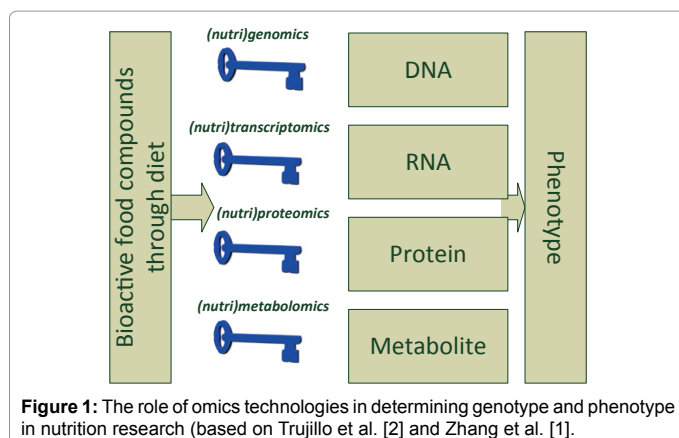 Bioactive food compounds
through diet
(nutri)genomics
DNA
(nutri)transcriptomics
RNA
(nutri)proteomics
Protein
(nutri)metabolomics
Metabolite
Phenotype
Figure 1: The role of omics technologies in determining genotype and phenotype
in nutrition research (based on Trujillo et al. [2] and Zhang et al. [1].